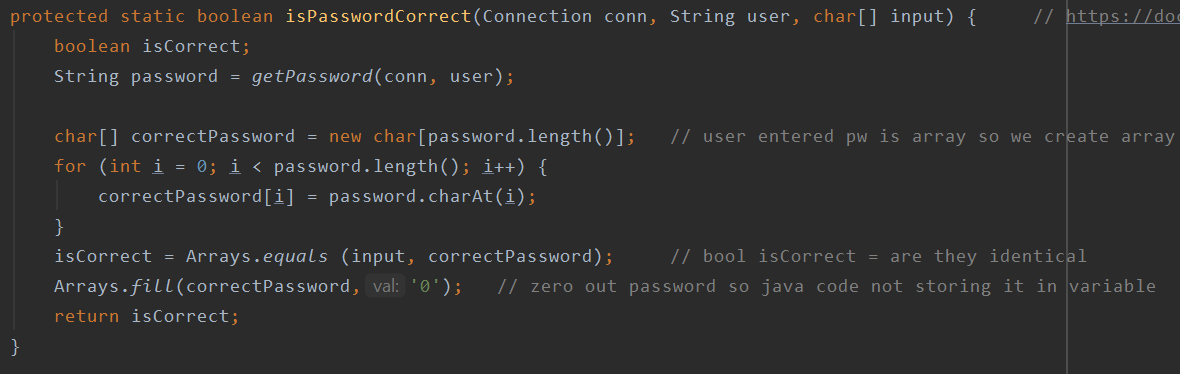 protected static boolean isPasswordCorrect(Connection conn, String user, char[] input) {     // https://doc
    boolean isCorrect;
    String password = getPassword(conn, user);
    char[] correctPassword = new char[password.length()];   // user entered pw is array so we create array
    for (int i = 0; i < password.length(); i++) {
        correctPassword[i] = password.charAt(i);
    }
    isCorrect = Arrays.equals (input, correctPassword);     // bool isCorrect = are they identical
    Arrays.fill(correctPassword, val: '0');   // zero out password so java code not storing it in variable
    return isCorrect;
}